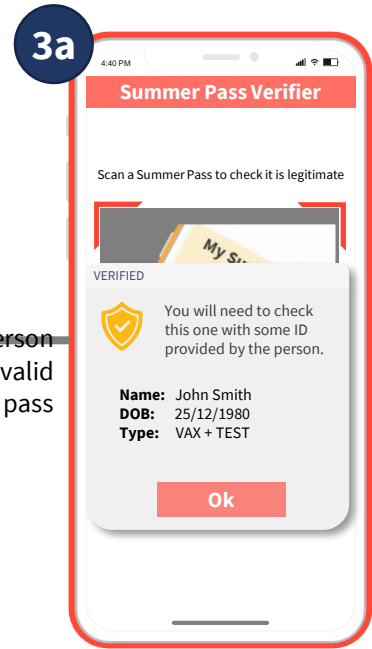 3a
4:40 PM
Summer Pass Verifier
Scan a Summer Pass to check it is legitimate
My
VERIFIED
You will need to check
this one with some ID
provided by the person.
valid
pass
Name: John Smith
DOB: 25/12/1980
Type: VAX + TEST
Ok